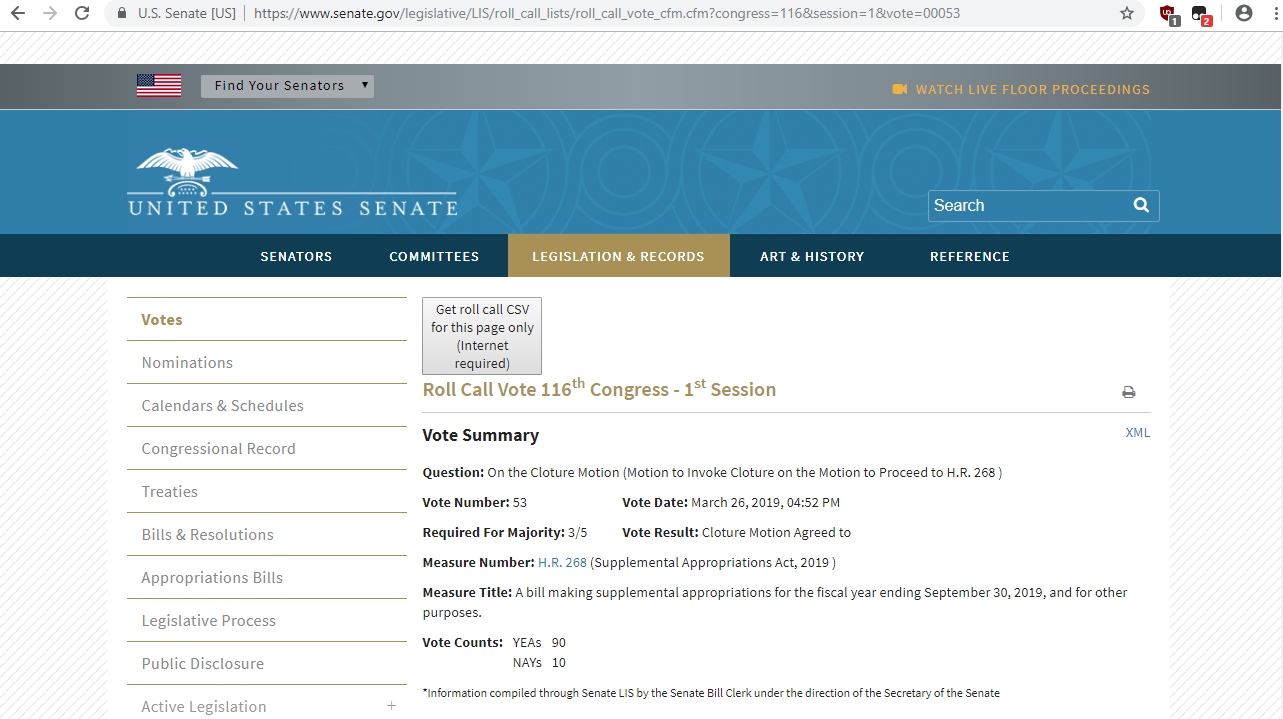 U.S. Senate [US] | https://www.senate.gov/legislative/LIS/roll_call_lists/roll_call_vote_cfm.cfm?congress=116&session=1&vote=00053
1
2
Find Your Senators
WATCH LIVE FLOOR PROCEEDINGS
UNITED STATES SENATE
Search
SENATORS COMMITTEES LEGISLATION & RECORDS ART & HISTORY REFERENCE
Votes
Nominations
Calendars & Schedules
Congressional Record
Treaties
Bills & Resolutions
Appropriations Bills
Legislative Process
Public Disclosure
Active Legislation +
Get roll call CSV
for this page only
(Internet
required)
Roll Call Vote 116th Congress - 1st Session
XML
Vote Summary
Question: On the Cloture Motion (Motion to Invoke Cloture on the Motion to Proceed to H.R. 268 )
Vote Number: 53 Vote Date: March 26, 2019, 04:52 PM
Required For Majority: 3/5 Vote Result: Cloture Motion Agreed to
Measure Number: H.R. 268 (Supplemental Appropriations Act, 2019 )
Measure Title: A bill making supplemental appropriations for the fiscal year ending September 30, 2019, and for other
purposes.
Vote Counts: YEAs 90
NAYs 10
*Information compiled through Senate LIS by the Senate Bill Clerk under the direction of the Secretary of the Senate